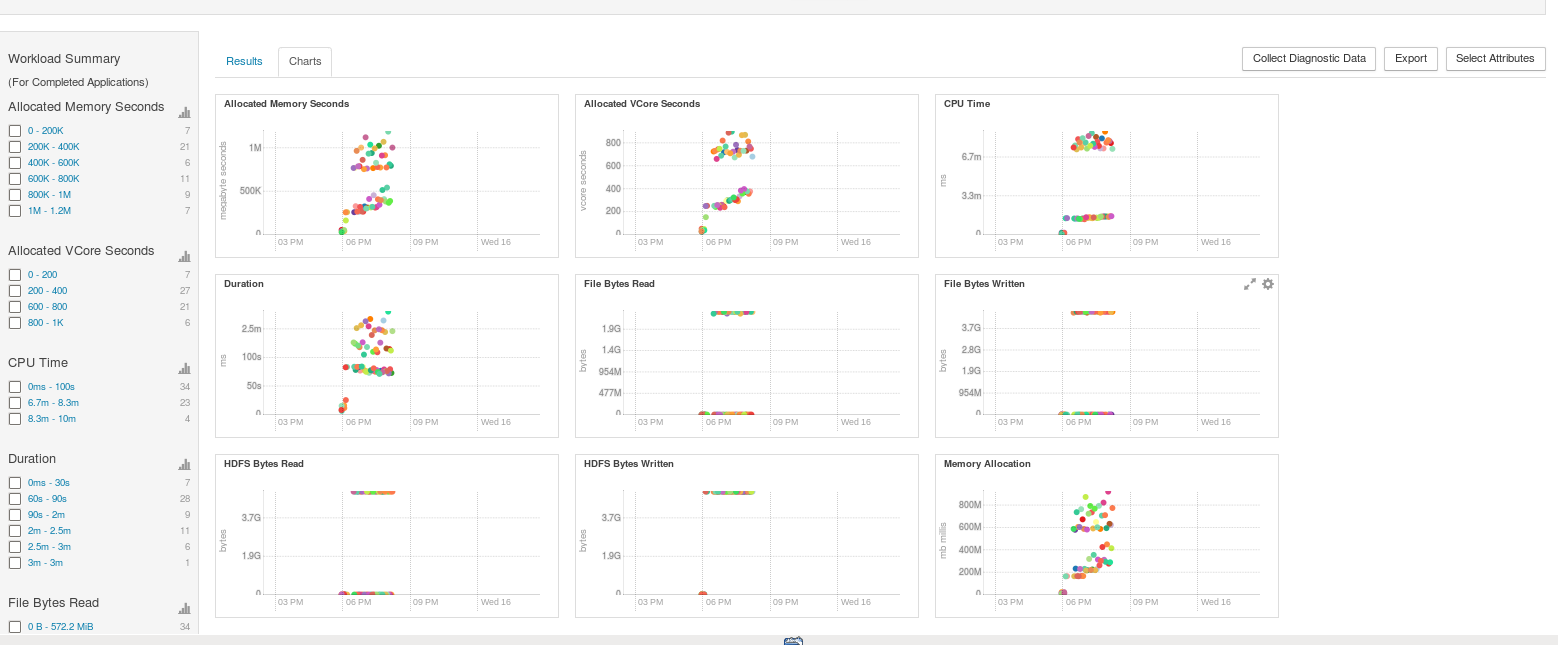 Workload Summary
(For Completed Applications)
Allocated Memory Seconds
0 - 200K 7
200K - 400K 21
400K - 600K 6
600K - 800K 11
800K - 1M 9
1M - 1.2M 7
Allocated VCore Seconds
0 - 200 7
200 - 400 27
600 - 800 21
800 - 1K 6
CPU Time
0ms - 100s 34
6.7m - 8.3m 23
8.3m - 10m 4
Duration
0ms - 30s 7
60s - 90s 28
90s - 2m 9
2m - 2.5m 11
2.5m - 3m 6
3m - 3m 1
File Bytes Read
0 B - 572.2 MiB 34
Results Charts
Collect Diagnostic Data Export Select Attributes
Allocated Memory Seconds
megabyte seconds
1M
500K
0
03 PM 06 PM 09 PM Wed 16
Allocated VCore Seconds
vcore seconds
800
600
400
200
0
03 PM 06 PM 09 PM Wed 16
CPU Time
ms
6.7m
3.3m
0
03 PM 06 PM 09 PM Wed 16
Duration
ms
2.5m
100s
50s
0
03 PM 06 PM 09 PM Wed 16
File Bytes Read
bytes
1.9G
1.4G
954M
477M
0
03 PM 06 PM 09 PM Wed 16
File Bytes Written
bytes
3.7G
2.8G
1.9G
954M
0
03 PM 06 PM 09 PM Wed 16
HDFS Bytes Read
bytes
3.7G
1.9G
0
03 PM 06 PM 09 PM Wed 16
HDFS Bytes Written
bytes
3.7G
1.9G
0
03 PM 06 PM 09 PM Wed 16
Memory Allocation
mb millis
800M
600M
400M
200M
0
03 PM 06 PM 09 PM Wed 16